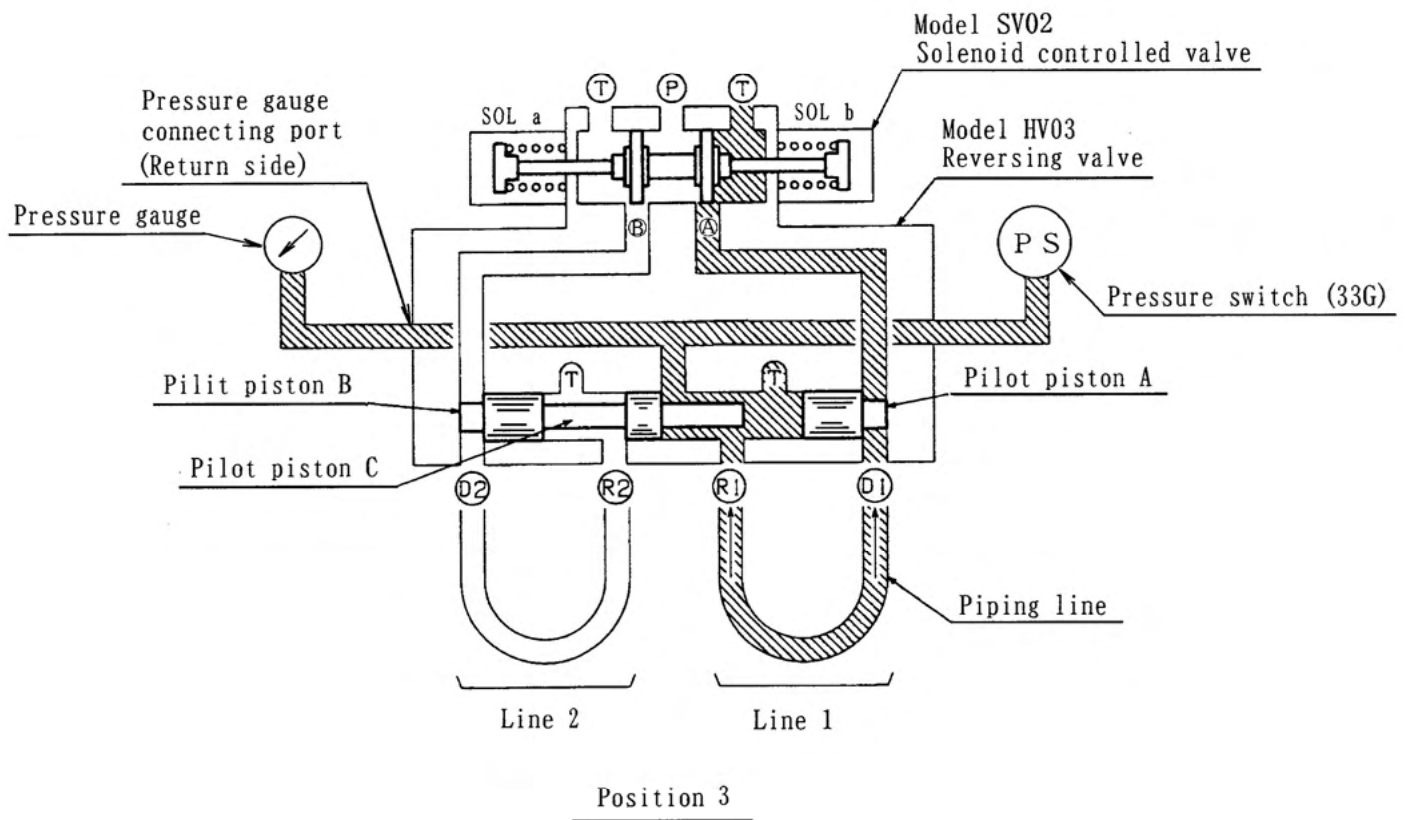 Model SV02
Solenoid controlled valve
Pressure gauge
connecting port
(Return side)
T
P
T
SOL a
SOL b
Model HV03
Reversing valve
Pressure gauge
B
A
P S
Pressure switch (33G)
T
T
Pilit piston B
Pilot piston A
Pilot piston C
D2
R2
R1
D1
Piping line
Line 2
Line 1
Position 3